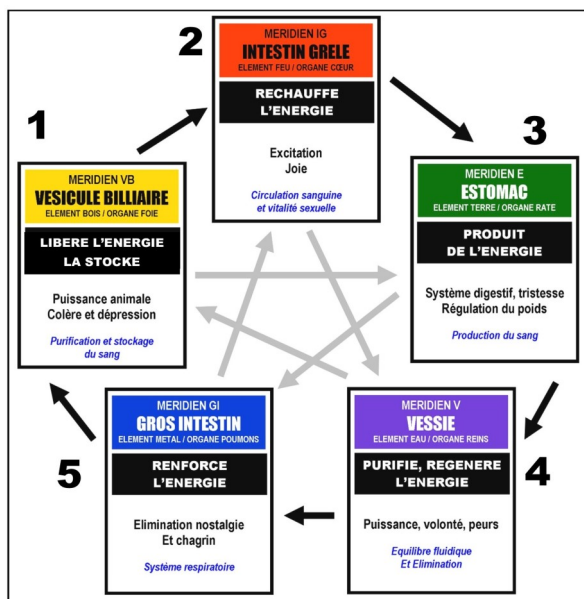 1
MERIDIEN VB
VESICULE BILLIAIRE
ELEMENT BOIS / ORGANE FOIE
LIBERE L'ENERGIE
LA STOCKE
Puissance animale
Colère et dépression
Purification et stockage
du sang
2
MERIDIEN IG
INTESTIN GRELE
ELEMENT FEU / ORGANE CŒUR
RECHAUFFE
L'ENERGIE
Excitation
Joie
Circulation sanguine
et vitalité sexuelle
3
MERIDIEN E
ESTOMAC
ELEMENT TERRE / ORGANE RATE
PRODUIT
DE L'ENERGIE
Système digestif, tristesse
Régulation du poids
Production du sang
4
MERIDIEN V
VESSIE
ELEMENT EAU / ORGANE REINS
PURIFIE, REGENERE
L'ENERGIE
Puissance, volonté, peurs
Equilibre fluidique
Et Elimination
5
MERIDIEN GI
GROS INTESTIN
ELEMENT METAL / ORGANE POUMONS
RENFORCE
L'ENERGIE
Elimination nostalgie
Et chagrin
Systéme respiratoire